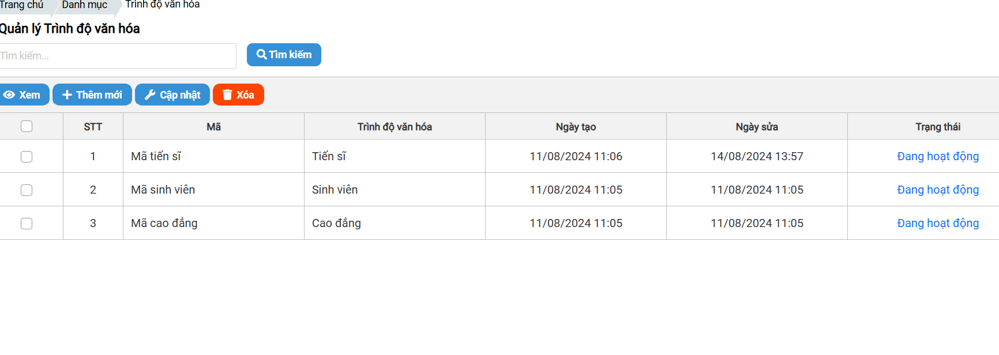 Trang chủ Danh mục Trình độ văn hóa
Quản lý Trình độ văn hóa
Tìm kiếm... Tìm kiếm
Xem Thêm mới Cập nhật Xóa
STT Mã Trình độ văn hóa Ngày tạo Ngày sửa Trạng thái
1 Mã tiến sĩ Tiến sĩ 11/08/2024 11:06 14/08/2024 13:57 Đang hoạt động
2 Mã sinh viên Sinh viên 11/08/2024 11:05 11/08/2024 11:05 Đang hoạt động
3 Mã cao đẳng Cao đẳng 11/08/2024 11:05 11/08/2024 11:05 Đang hoạt động